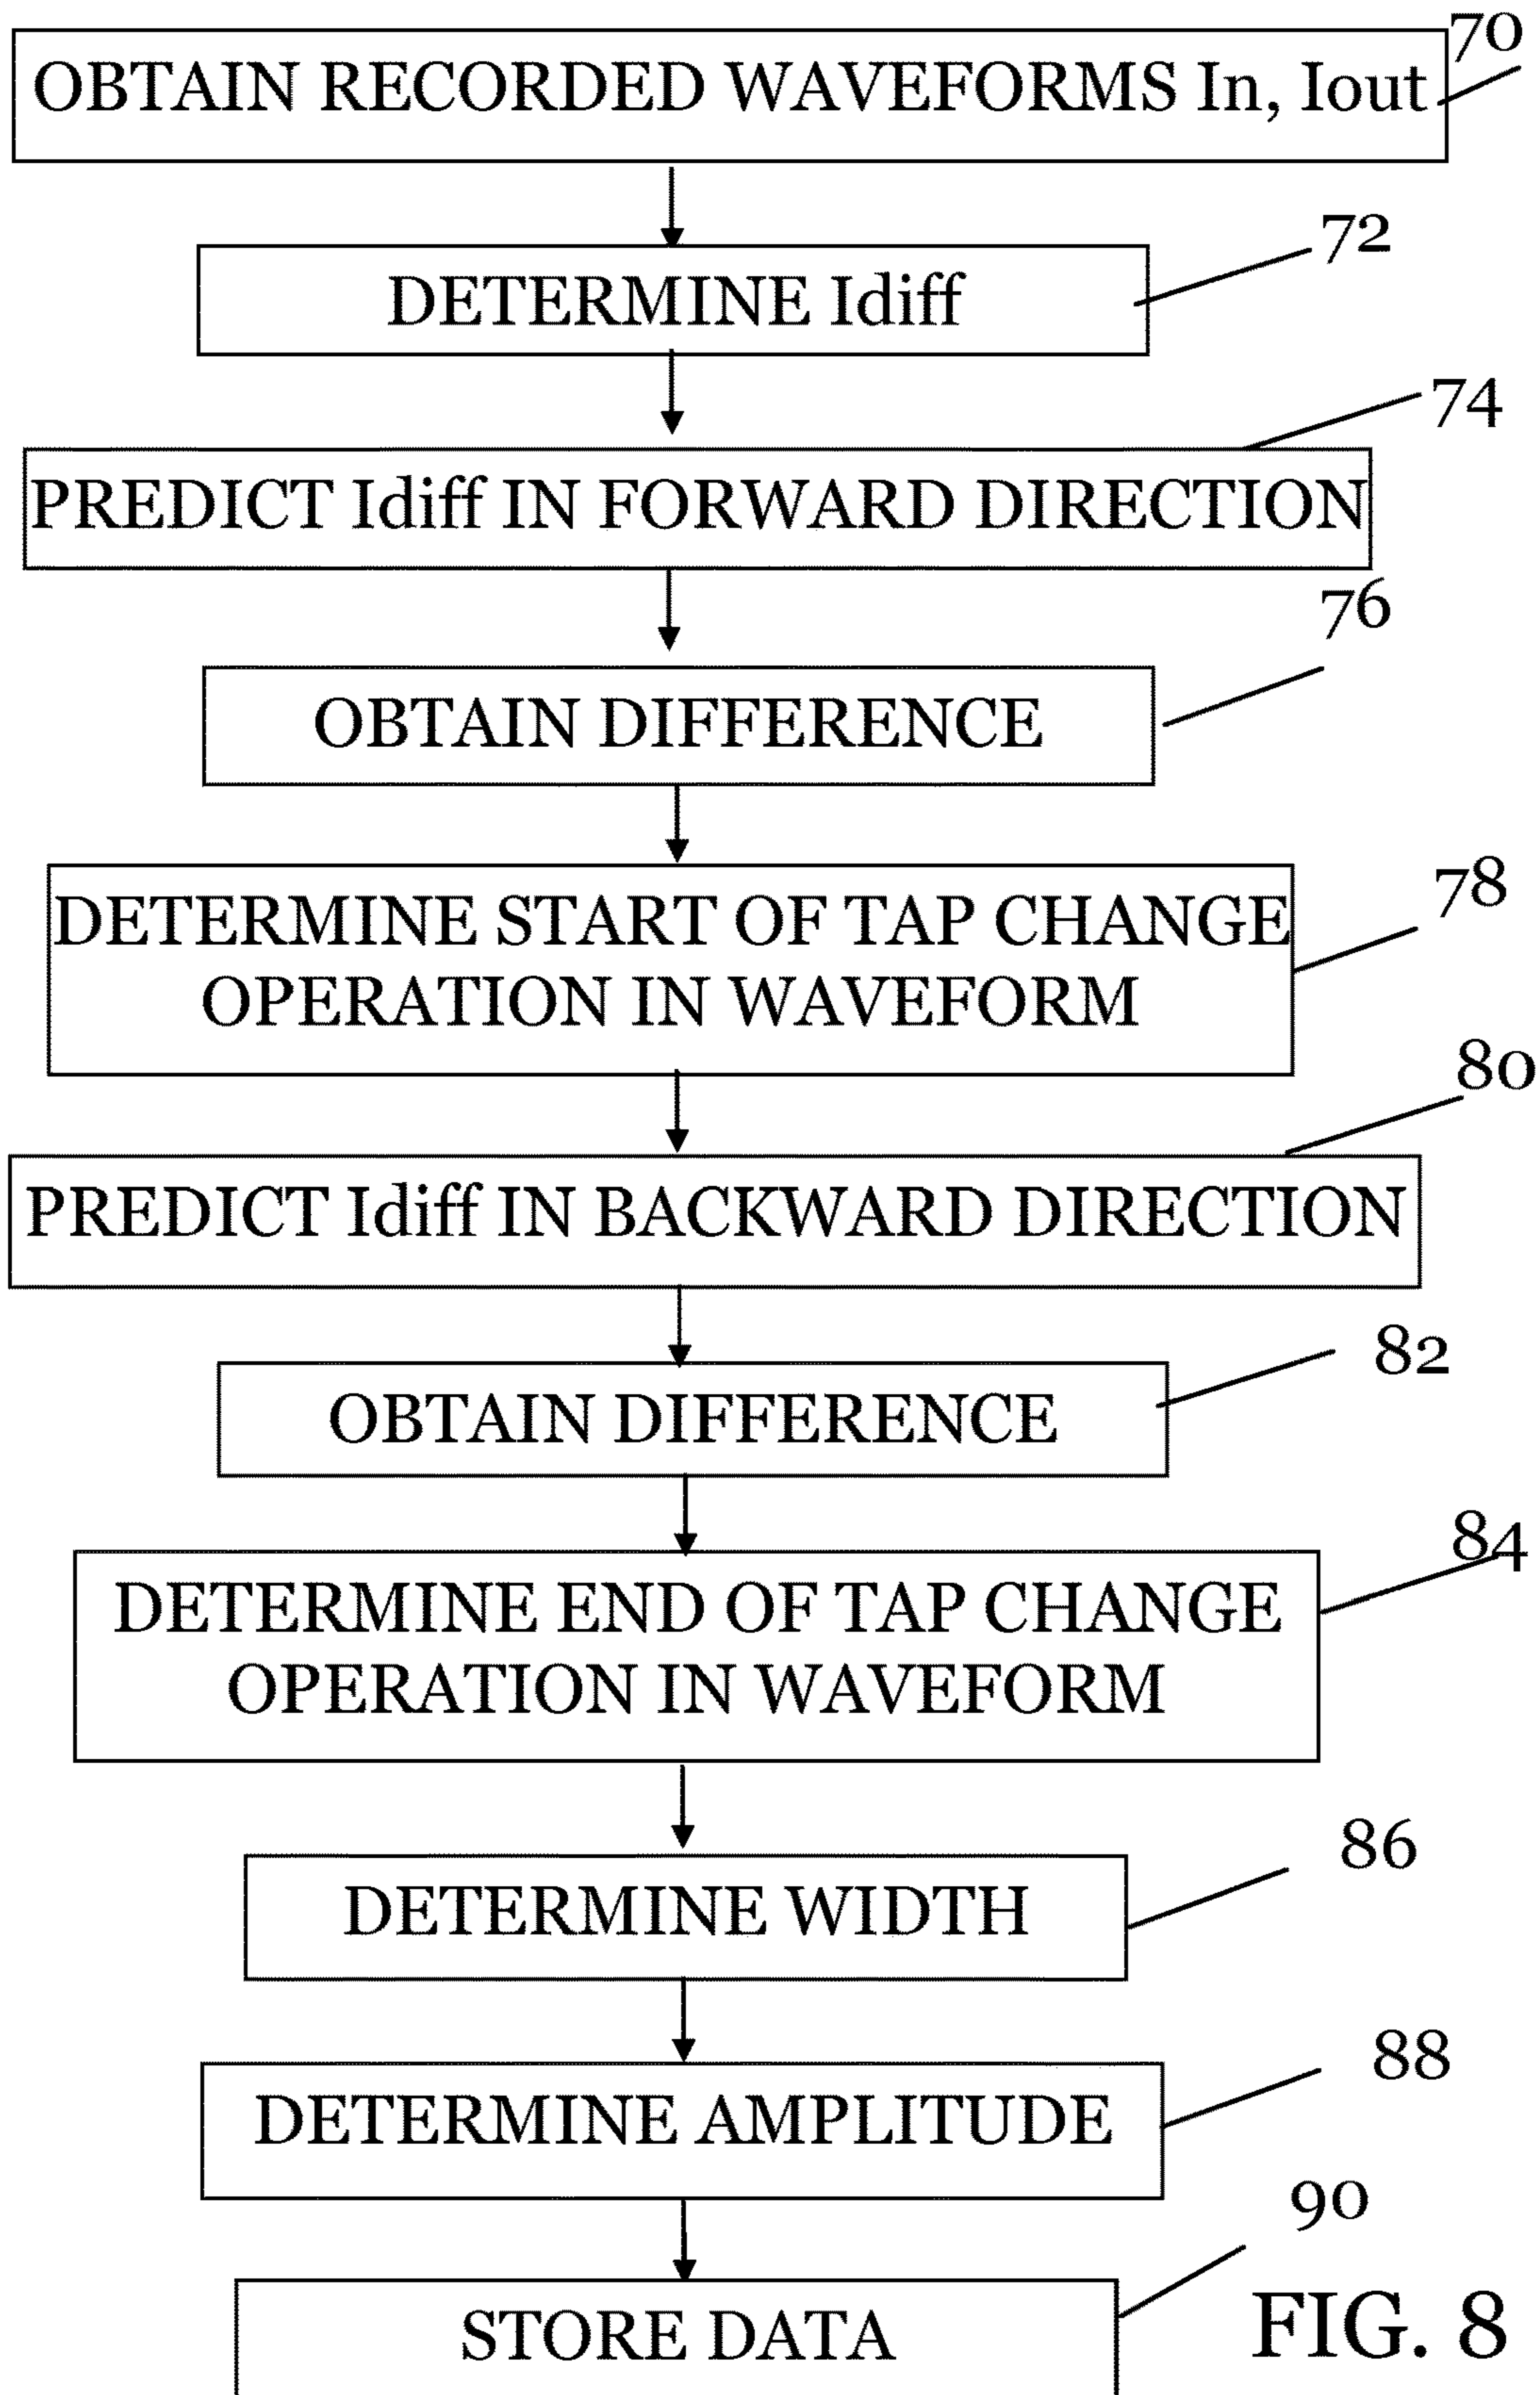 70
OBTAIN RECORDED WAVEFORMS In, Iout
72
DETERMINE Idiff
74
PREDICT Idiff IN FORWARD DIRECTION
76
OBTAIN DIFFERENCE
78
DETERMINE START OF TAP CHANGE
OPERATION IN WAVEFORM
80
PREDICT Idiff IN BACKWARD DIRECTION
82
OBTAIN DIFFERENCE
84
DETERMINE END OF TAP CHANGE
OPERATION IN WAVEFORM
86
DETERMINE WIDTH
88
DETERMINE AMPLITUDE
90
STORE DATA
FIG. 8